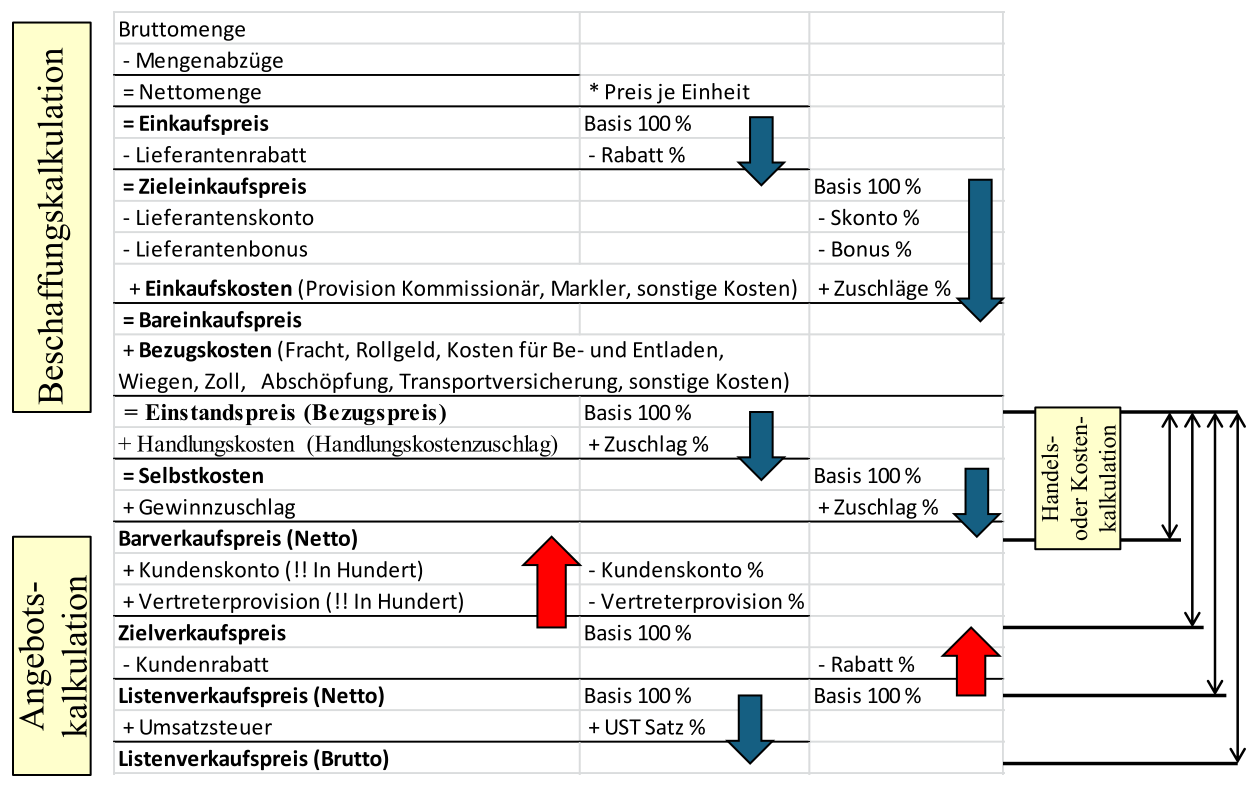 Beschaffungskalkulation
Bruttomenge
- Mengenabzüge
= Nettomenge * Preis je Einheit
= Einkaufspreis Basis 100 %
- Lieferantenrabatt - Rabatt %
= Zieleinkaufspreis Basis 100 %
- Lieferantenskonto - Skonto %
- Lieferantenbonus - Bonus %
+ Einkaufskosten (Provision Kommissionär, Markler, sonstige Kosten) + Zuschläge %
= Bareinkaufspreis
+ Bezugskosten (Fracht, Rollgeld, Kosten für Be- und Entladen,
Wiegen, Zoll, Abschöpfung, Transportversicherung, sonstige Kosten)
= Einstandspreis (Bezugspreis) Basis 100 %
+ Handlungskosten (Handlungskostenzuschlag) + Zuschlag %
= Selbstkosten Basis 100 %
+ Gewinnzuschlag + Zuschlag %
Handels-
oder Kosten-
kalkulation
Angebots-
kalkulation
Barverkaufspreis (Netto)
+ Kundenskonto (!! In Hundert) - Kundenskonto %
+ Vertreterprovision (!! In Hundert) - Vertreterprovision %
Zielverkaufspreis Basis 100 %
- Kundenrabatt - Rabatt %
Listenverkaufspreis (Netto) Basis 100 % Basis 100 %
+ Umsatzsteuer + UST Satz %
Listenverkaufspreis (Brutto)